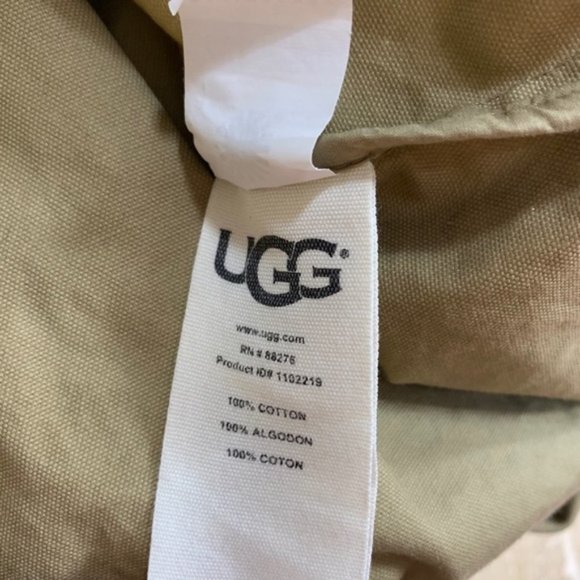 UGG®
www.ugg.com
RN # 88276
Product ID# 1102219
100% COTTON
100% ALGODON
100% COTON